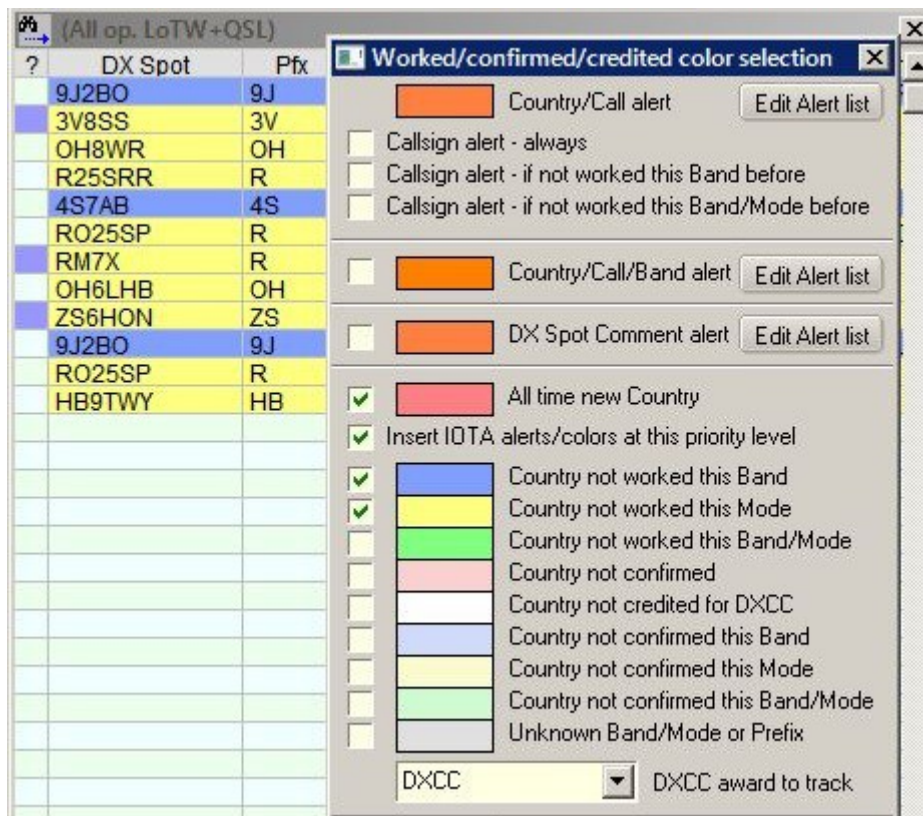 (All op. LoTW+QSL)
? DX Spot Pfx
9J2BO 9J
3V8SS 3V
OH8WR OH
R25SRR R
4S7AB 4S
RO25SP R
RM7X R
OH6LHB OH
ZS6HON ZS
9J2BO 9J
RO25SP R
HB9TWY HB
Worked/confirmed/credited color selection
Country/Call alert Edit Alert list
Callsign alert - always
Callsign alert - if not worked this Band before
Callsign alert - if not worked this Band/Mode before
Country/Call/Band alert Edit Alert list
DX Spot Comment alert Edit Alert list
All time new Country
Insert IOTA alerts/colors at this priority level
Country not worked this Band
Country not worked this Mode
Country not worked this Band/Mode
Country not confirmed
Country not credited for DXCC
Country not confirmed this Band
Country not confirmed this Mode
Country not confirmed this Band/Mode
Unknown Band/Mode or Prefix
DXCC DXCC award to track